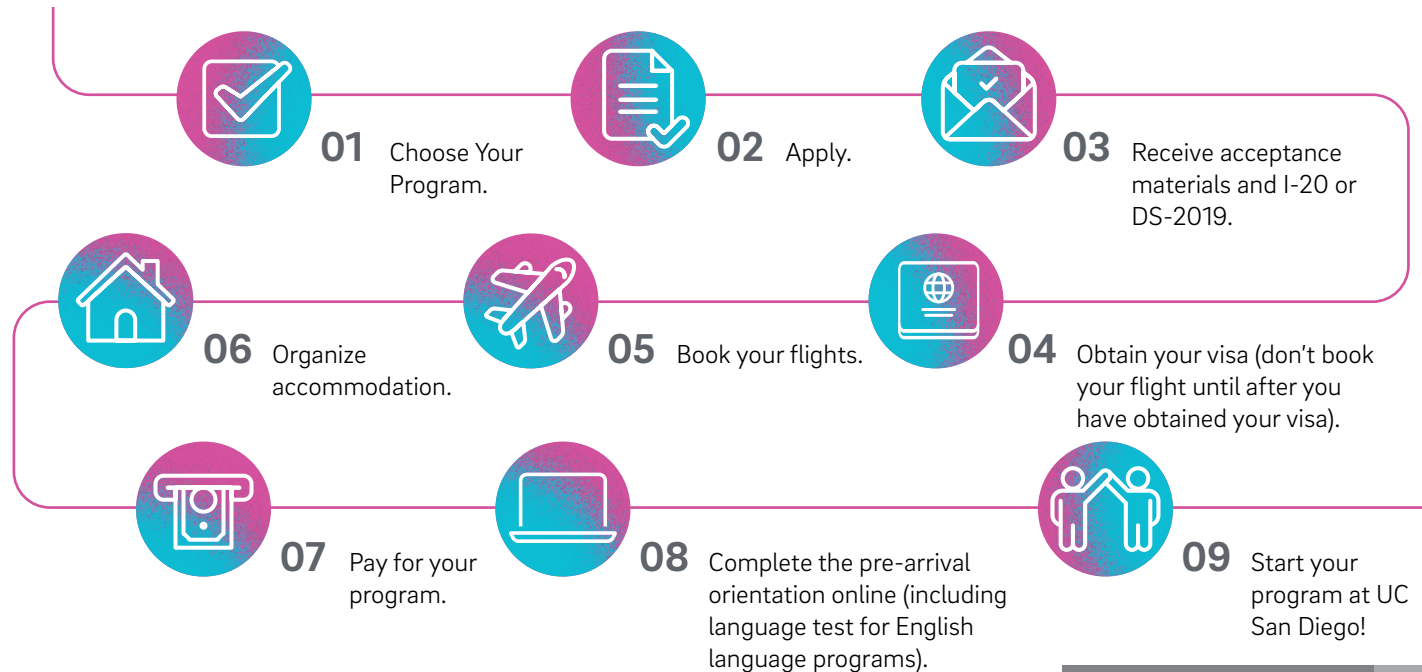 01 Choose Your
Program.
02 Apply.
03 Receive acceptance
materials and I-20 or
DS-2019.
04 Obtain your visa (don’t book
your flight until after you
have obtained your visa).
05 Book your flights.
06 Organize
accommodation.
07 Pay for your
program.
08 Complete the pre-arrival
orientation online (including
language test for English
language programs).
09 Start your
program at UC
San Diego!